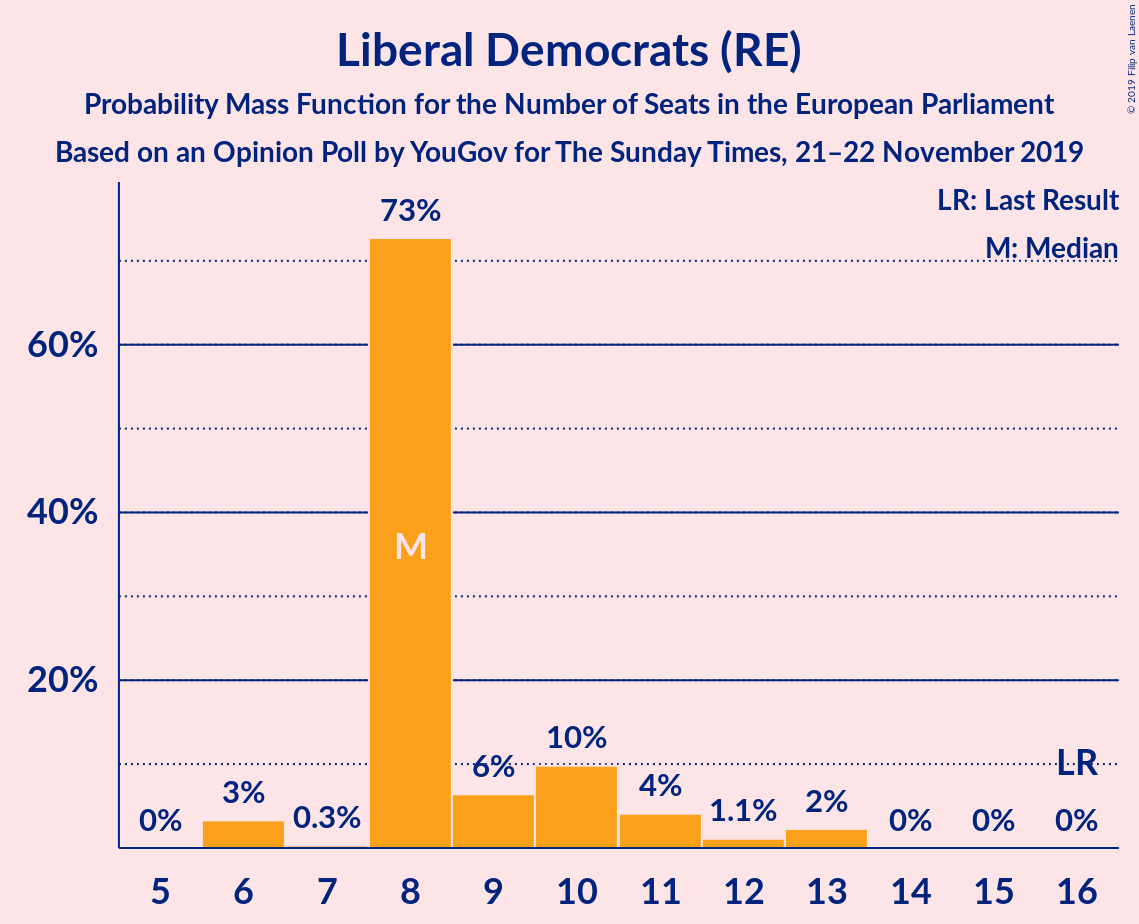 Liberal Democrats (RE)
Probability Mass Function for the Number of Seats in the European Parliament
Based on an Opinion Poll by YouGov for The Sunday Times, 21–22 November 2019
© 2019 Filip van Laenen
LR: Last Result
M: Median
60%
40%
20%
0%
3%
0.3%
73%
M
6%
10%
4%
1.1%
2%
0%
0%
LR
0%
5 6 7 8 9 10 11 12 13 14 15 16